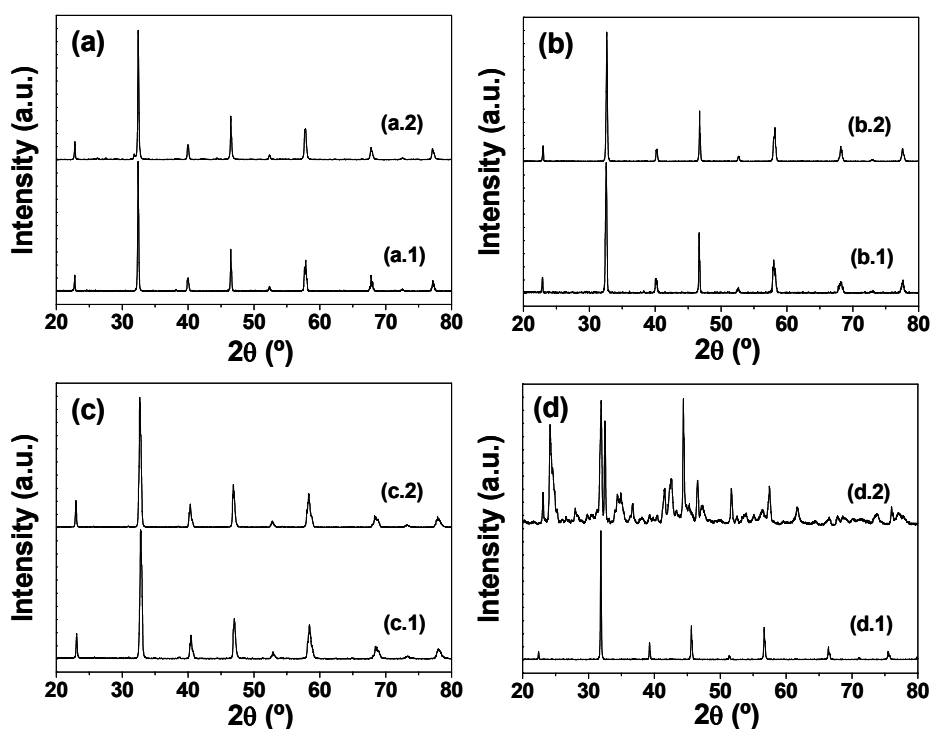 (a)
Intensity (a.u.)
(a.2)
(a.1)
20 30 40 50 60 70 80
2θ (º)
(b)
Intensity (a.u.)
(b.2)
(b.1)
20 30 40 50 60 70 80
2θ (º)
(c)
Intensity (a.u.)
(c.2)
(c.1)
20 30 40 50 60 70 80
2θ (º)
(d)
Intensity (a.u.)
(d.2)
(d.1)
20 30 40 50 60 70 80
2θ (º)